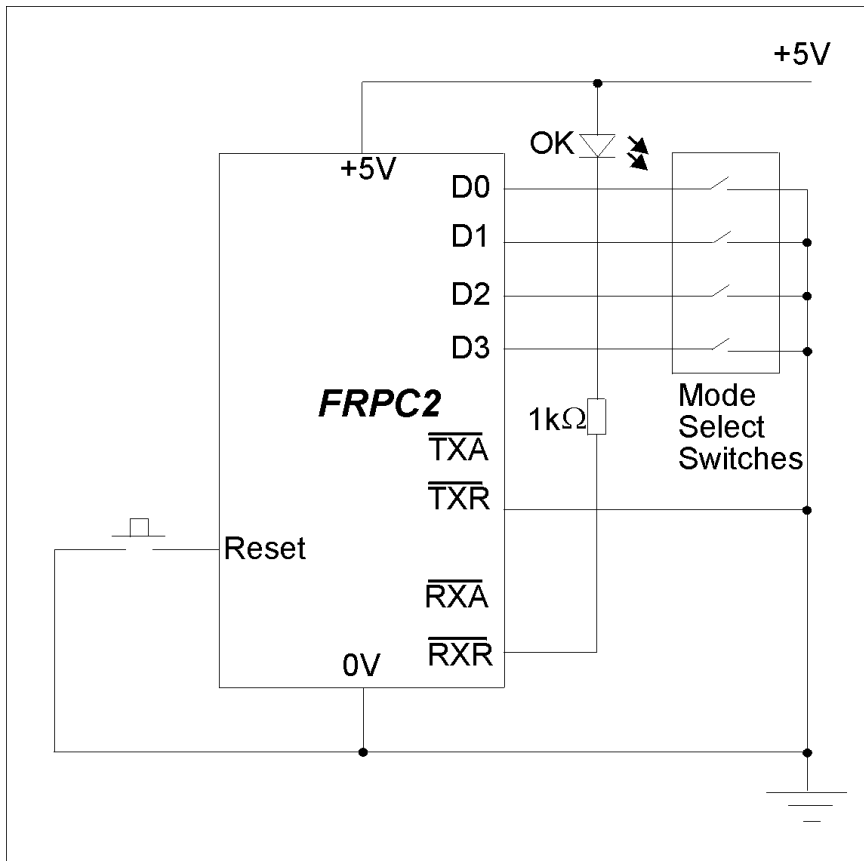 +5V
+5V
OK
D0
D1
D2
D3
FRPC2
1kΩ
Mode
Select
Switches
TXA
TXR
Reset
RXA
RXR
0V